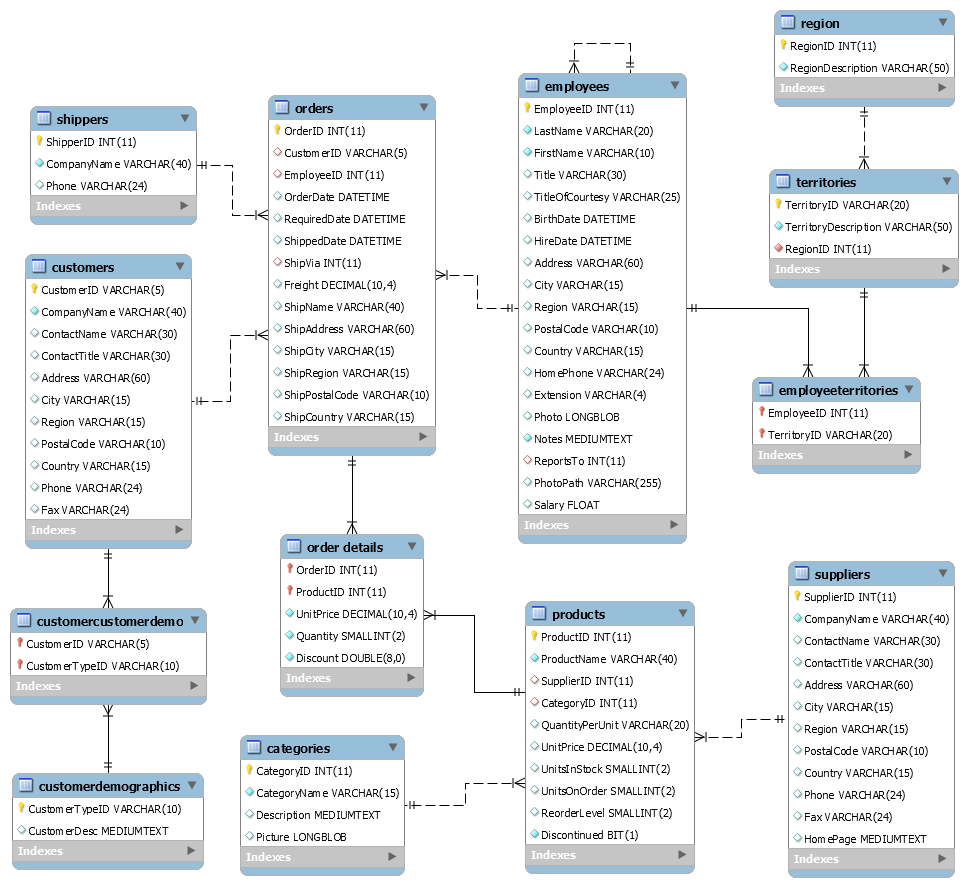 region
RegionID INT(11)
RegionDescription VARCHAR(50)
Indexes
employees
EmployeeID INT(11)
LastName VARCHAR(20)
FirstName VARCHAR(10)
Title VARCHAR(30)
TitleOfCourtesy VARCHAR(25)
BirthDate DATETIME
HireDate DATETIME
Address VARCHAR(60)
City VARCHAR(15)
Region VARCHAR(15)
PostalCode VARCHAR(10)
Country VARCHAR(15)
HomePhone VARCHAR(24)
Extension VARCHAR(4)
Photo LONGBLOB
Notes MEDIUMTEXT
ReportsTo INT(11)
PhotoPath VARCHAR(255)
Salary FLOAT
Indexes
orders
OrderID INT(11)
CustomerID VARCHAR(5)
EmployeeID INT(11)
OrderDate DATETIME
RequiredDate DATETIME
ShippedDate DATETIME
ShipVia INT(11)
Freight DECIMAL(10,4)
ShipName VARCHAR(40)
ShipAddress VARCHAR(60)
ShipCity VARCHAR(15)
ShipRegion VARCHAR(15)
ShipPostalCode VARCHAR(10)
ShipCountry VARCHAR(15)
Indexes
shippers
ShipperID INT(11)
CompanyName VARCHAR(40)
Phone VARCHAR(24)
Indexes
territories
TerritoryID VARCHAR(20)
TerritoryDescription VARCHAR(50)
RegionID INT(11)
Indexes
customers
CustomerID VARCHAR(5)
CompanyName VARCHAR(40)
ContactName VARCHAR(30)
ContactTitle VARCHAR(30)
Address VARCHAR(60)
City VARCHAR(15)
Region VARCHAR(15)
PostalCode VARCHAR(10)
Country VARCHAR(15)
Phone VARCHAR(24)
Fax VARCHAR(24)
Indexes
employeeterritories
EmployeeID INT(11)
TerritoryID VARCHAR(20)
Indexes
order details
OrderID INT(11)
ProductID INT(11)
UnitPrice DECIMAL(10,4)
Quantity SMALLINT(2)
Discount DOUBLE(8,0)
Indexes
suppliers
SupplierID INT(11)
CompanyName VARCHAR(40)
ContactName VARCHAR(30)
ContactTitle VARCHAR(30)
Address VARCHAR(60)
City VARCHAR(15)
Region VARCHAR(15)
PostalCode VARCHAR(10)
Country VARCHAR(15)
Phone VARCHAR(24)
Fax VARCHAR(24)
HomePage MEDIUMTEXT
Indexes
products
ProductID INT(11)
ProductName VARCHAR(40)
SupplierID INT(11)
CategoryID INT(11)
QuantityPerUnit VARCHAR(20)
UnitPrice DECIMAL(10,4)
UnitsInStock SMALLINT(2)
UnitsOnOrder SMALLINT(2)
ReorderLevel SMALLINT(2)
Discontinued BIT(1)
Indexes
customercustomerdemo
CustomerID VARCHAR(5)
CustomerTypeID VARCHAR(10)
Indexes
categories
CategoryID INT(11)
CategoryName VARCHAR(15)
Description MEDIUMTEXT
Picture LONGBLOB
Indexes
customerdemographics
CustomerTypeID VARCHAR(10)
CustomerDesc MEDIUMTEXT
Indexes